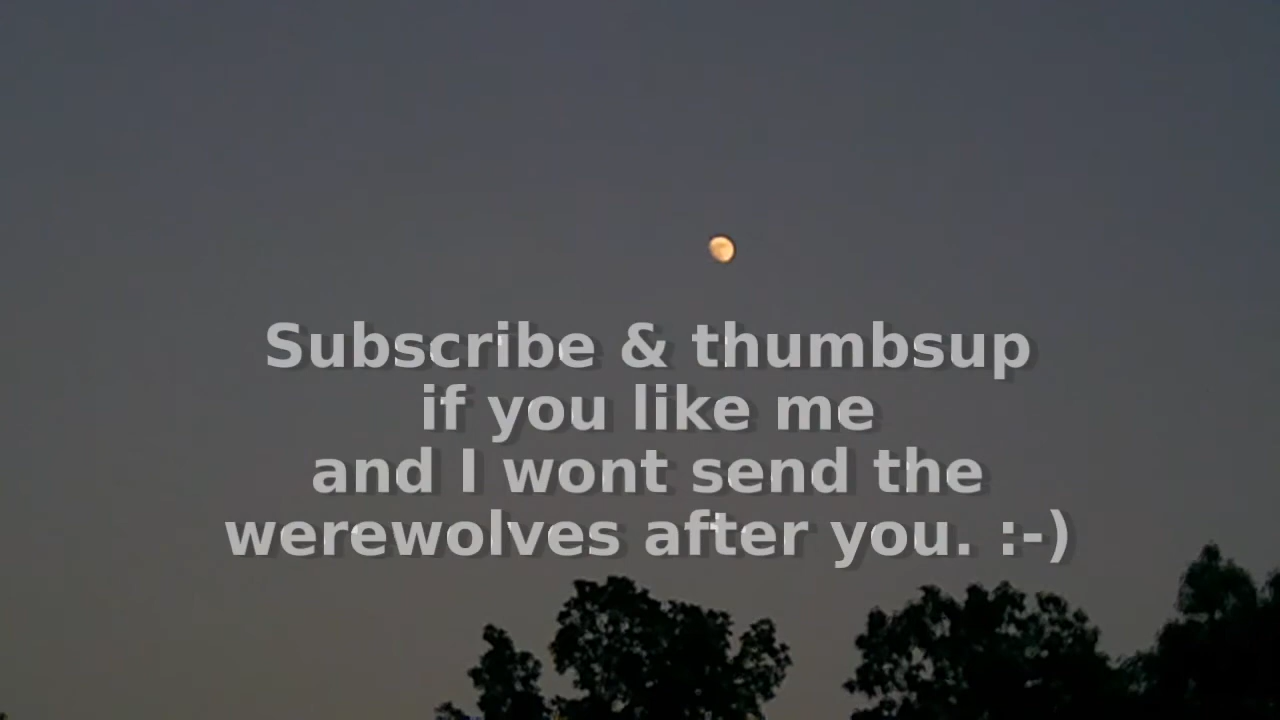 Subscribe & thumbsup
if you like me
and I wont send the
werewolves after you. :-)